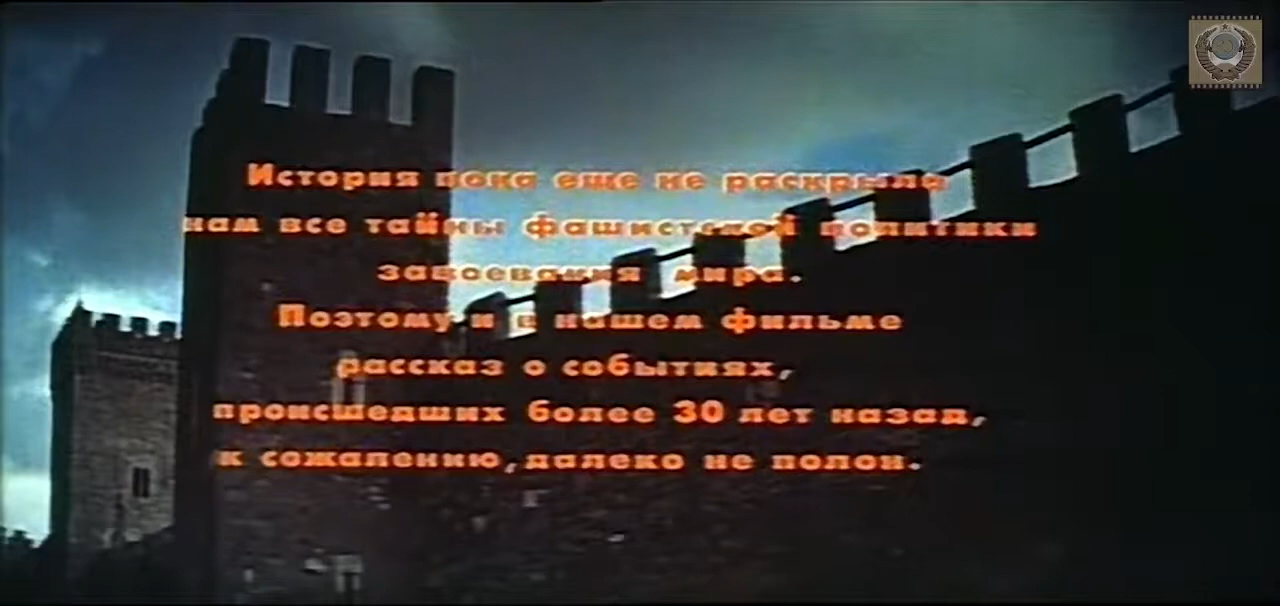 История пока еще не раскрыла
нам все тайны фашистской политики
завоевания мира.
Поэтому и в нашем фильме
рассказ о событиях,
происшедших более 30 лет назад,
к сожалению, далеко не полон.